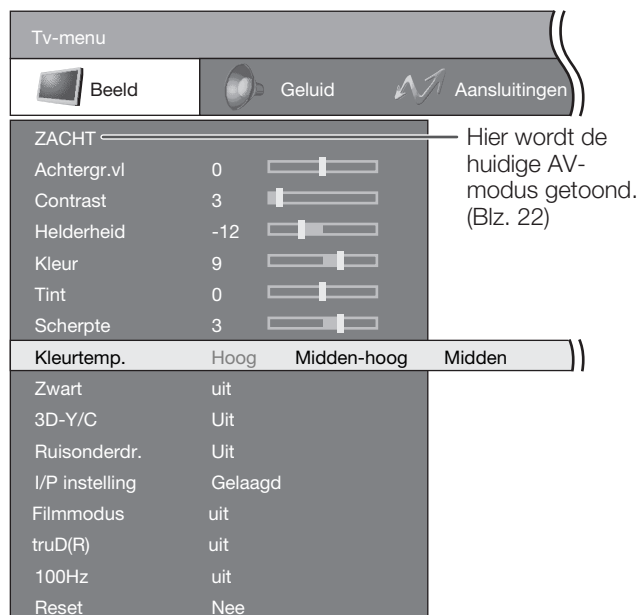 Tv-menu
Beeld Geluid Aansluitingen
ZACHT
Hier wordt de
huidige AV-
modus getoond.
(Blz. 22)
Achtergr.vl 0
Contrast 3
Helderheid -12
Kleur 9
Tint 0
Scherpte 3
Kleurtemp. Hoog Midden-hoog Midden
Zwart uit
3D-Y/C Uit
Ruisonderdr. Uit
I/P instelling Gelaagd
Filmmodus uit
truD(R) uit
100Hz uit
Reset Nee